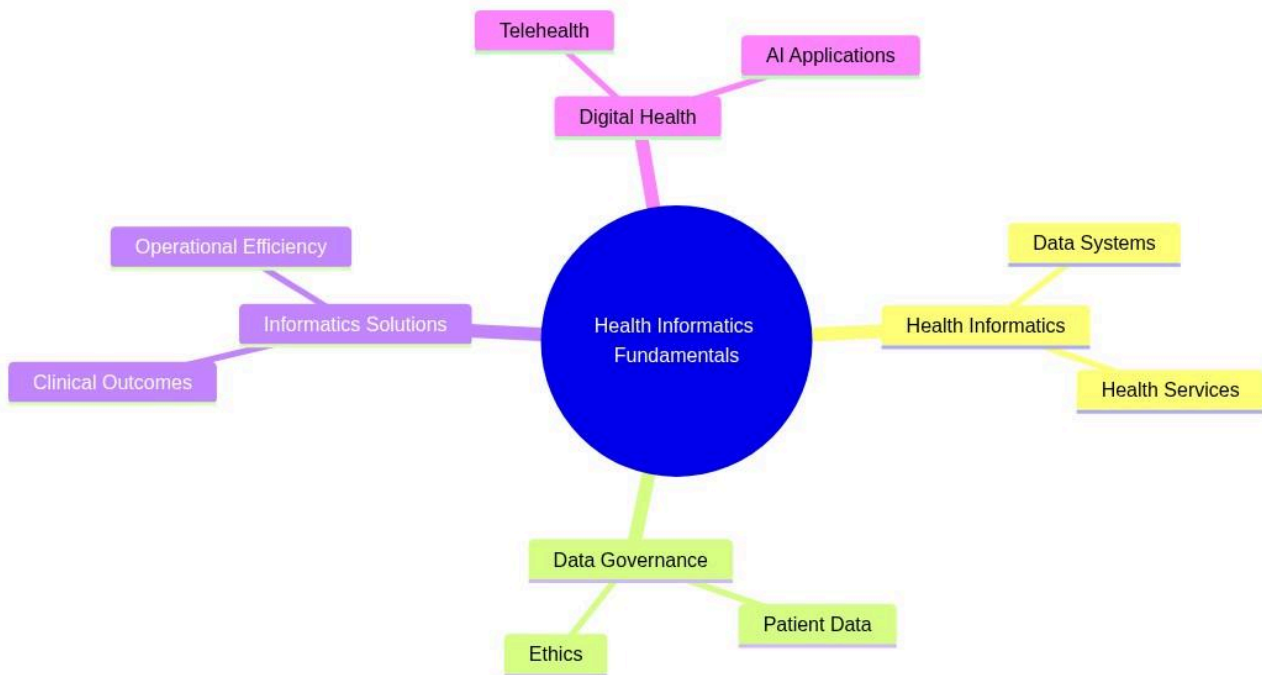 Telehealth
AI Applications
Digital Health
Operational Efficiency
Data Systems
Informatics Solutions
Health Informatics
Fundamentals
Health Informatics
Clinical Outcomes
Health Services
Data Governance
Patient Data
Ethics